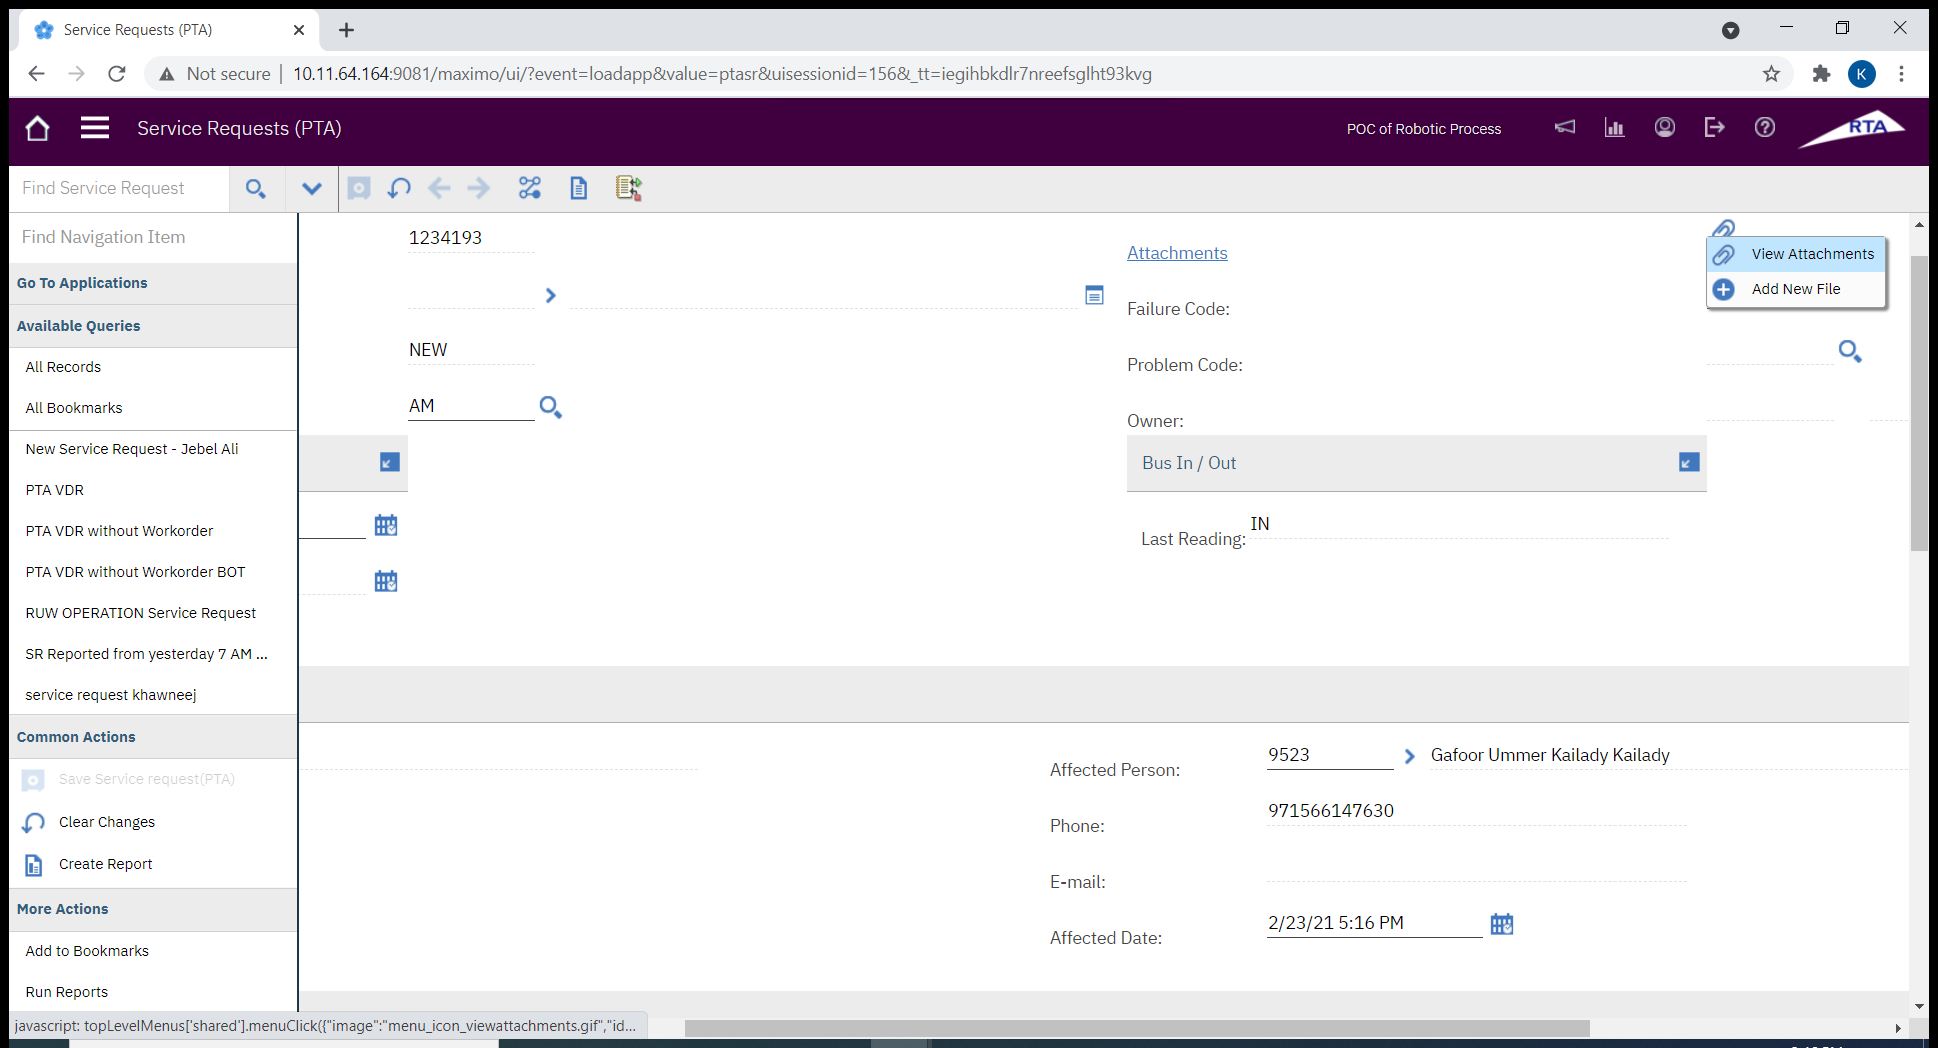 Service Requests (PTA)
Not secure | 10.11.64.164:9081/maximo/ui/?event=loadapp&value=ptasr&uisessionid=156&_tt=iegihbkdlr7nreefsglht93kvg
K
Service Requests (PTA)
POC of Robotic Process
RTA
Find Service Request
Find Navigation Item
Go To Applications
Available Queries
All Records
All Bookmarks
New Service Request - Jebel Ali
PTA VDR
PTA VDR without Workorder
PTA VDR without Workorder BOT
RUW OPERATION Service Request
SR Reported from yesterday 7 AM ...
service request khawneej
Common Actions
Save Service request(PTA)
Clear Changes
Create Report
More Actions
Add to Bookmarks
Run Reports
javascript: topLevelMenus['shared'].menuClick({"image":"menu_icon_viewattachments.gif","id...
1234193
NEW
AM
Attachments
View Attachments
Add New File
Failure Code:
Problem Code:
Owner:
Bus In / Out
Last Reading: IN
Affected Person: 9523 Gafoor Ummer Kailady Kailady
Phone: 971566147630
E-mail:
Affected Date: 2/23/21 5:16 PM